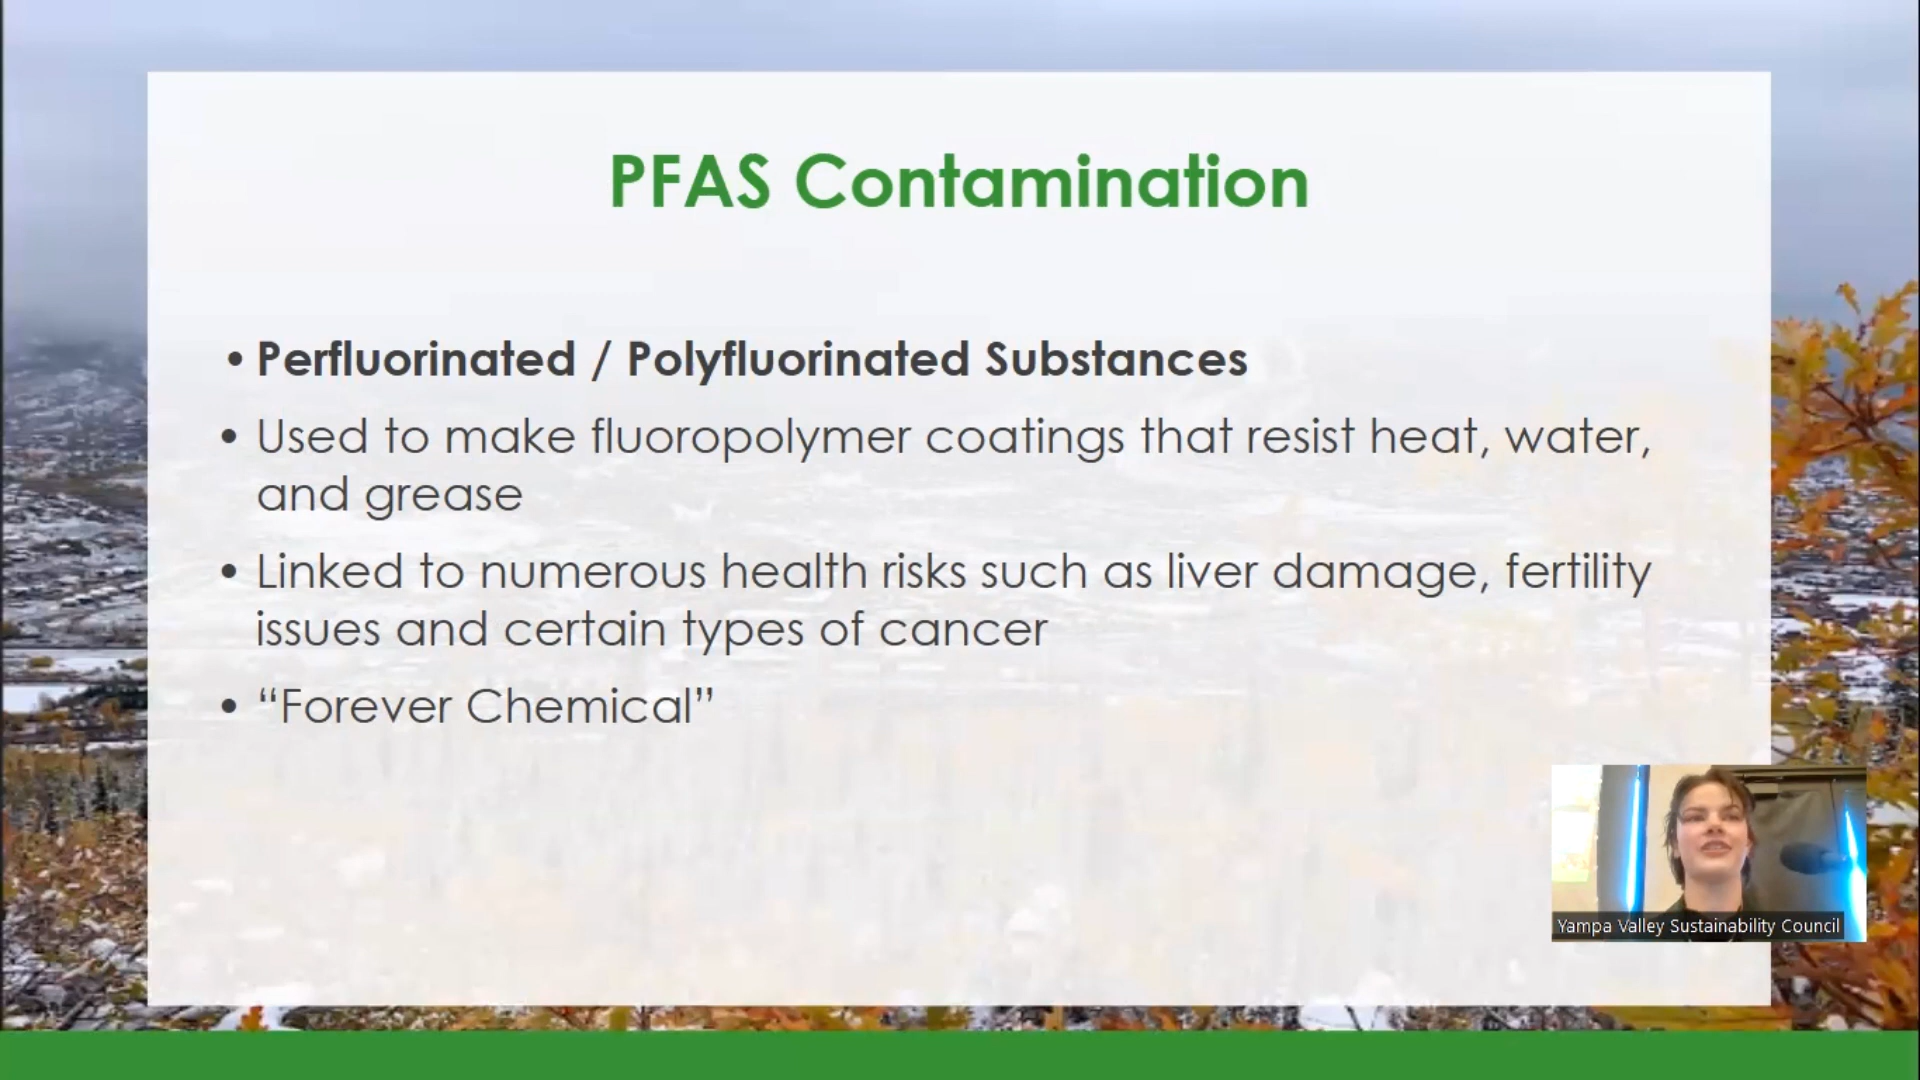 PFAS Contamination
• Perfluorinated / Polyfluorinated Substances
• Used to make fluoropolymer coatings that resist heat, water,
and grease
• Linked to numerous health risks such as liver damage, fertility
issues and certain types of cancer
• “Forever Chemical”
Yampa Valley Sustainability Council